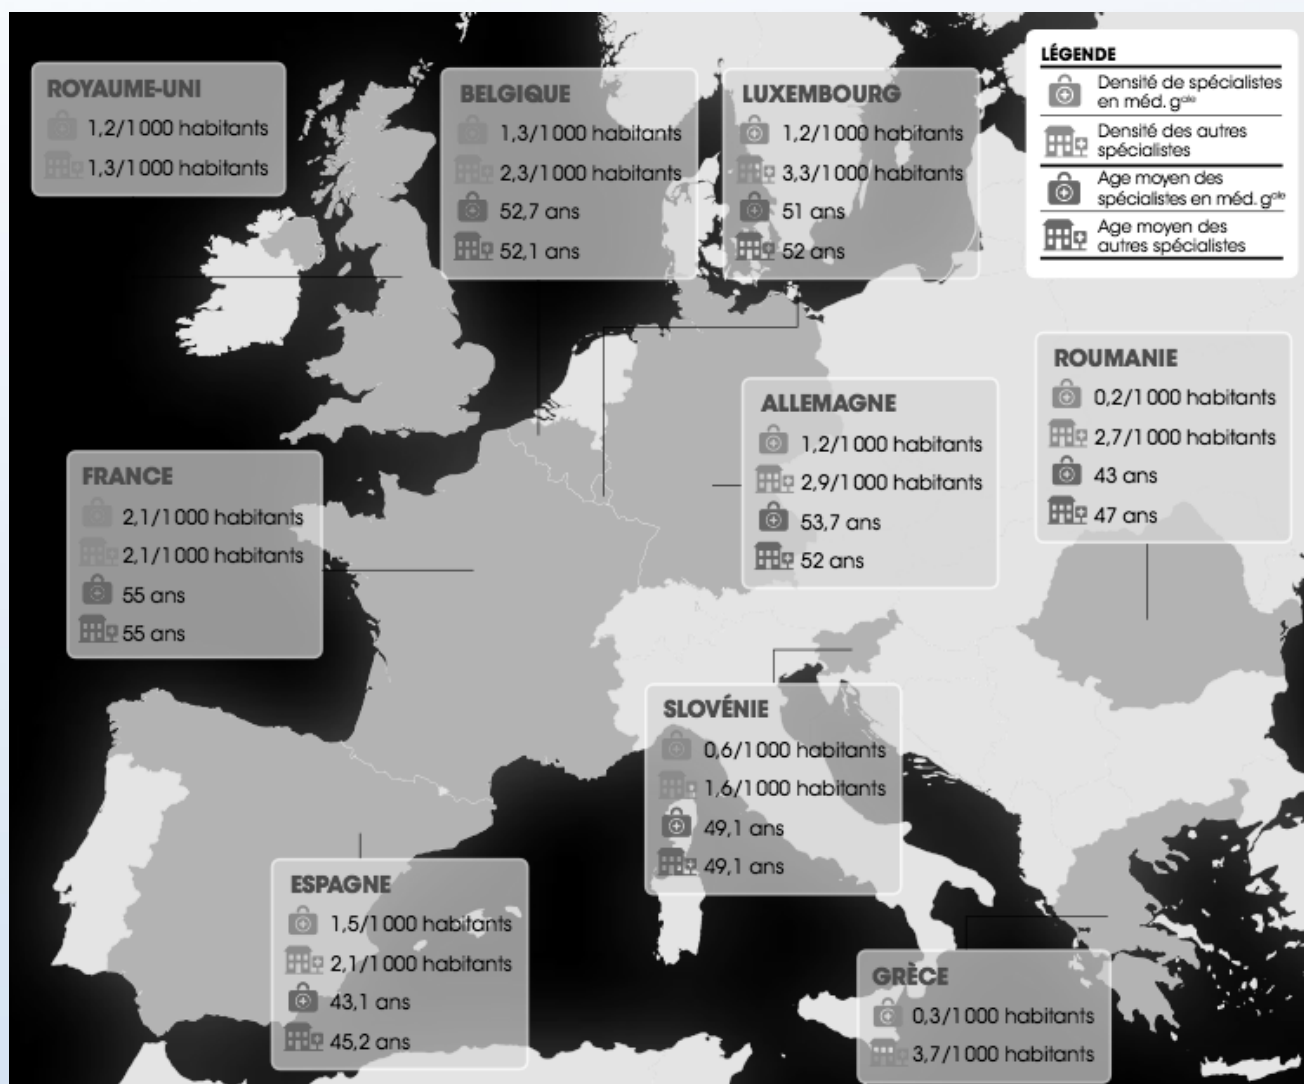 ROYAUME-UNI
1,2/1 000 habitants
1,3/1 000 habitants
BELGIQUE
1,3/1 000 habitants
2,3/1 000 habitants
52,7 ans
52,1 ans
LUXEMBOURG
1,2/1 000 habitants
3,3/1 000 habitants
51 ans
52 ans
LÉGENDE
Densité de spécialistes
en méd. gale
Densité des autres
spécialistes
Age moyen des
spécialistes en méd. gale
Age moyen des
autres spécialistes
ROUMANIE
0,2/1 000 habitants
2,7/1 000 habitants
43 ans
47 ans
ALLEMAGNE
1,2/1 000 habitants
2,9/1 000 habitants
53,7 ans
52 ans
FRANCE
2,1/1 000 habitants
2,1/1 000 habitants
55 ans
55 ans
SLOVÉNIE
0,6/1 000 habitants
1,6/1 000 habitants
49,1 ans
49,1 ans
ESPAGNE
1,5/1 000 habitants
2,1/1 000 habitants
43,1 ans
45,2 ans
GRÈCE
0,3/1 000 habitants
3,7/1 000 habitants